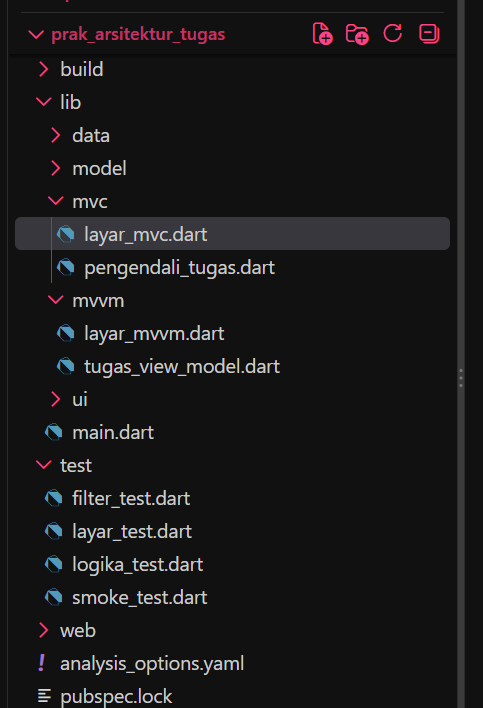 prak_arsitektur_tugas
build
lib
data
model
mvc
layar_mvc.dart
pengendali_tugas.dart
mvvm
layar_mvvm.dart
tugas_view_model.dart
ui
main.dart
test
filter_test.dart
layar_test.dart
logika_test.dart
smoke_test.dart
web
! analysis_options.yaml
pubspec.lock